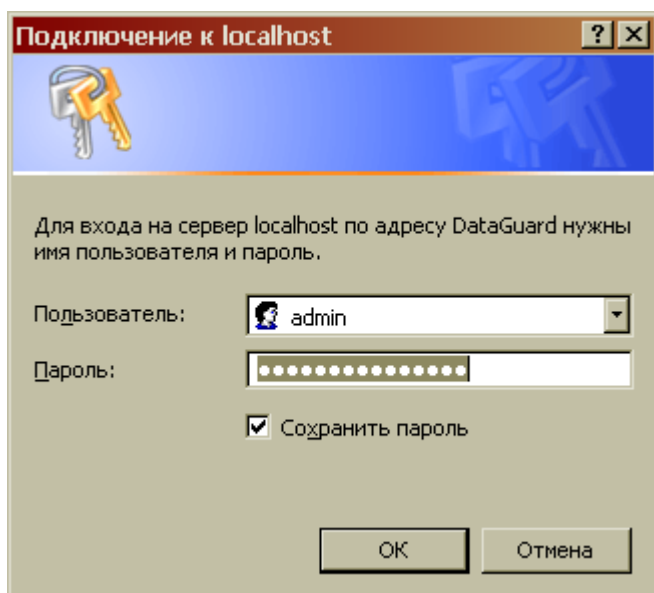 Подключение к localhost
Для входа на сервер localhost по адресу DataGuard нужны
имя пользователя и пароль.
Пользователь: admin
Пароль: ●●●●●●●●●●●●●●●
Сохранить пароль
ОК Отмена